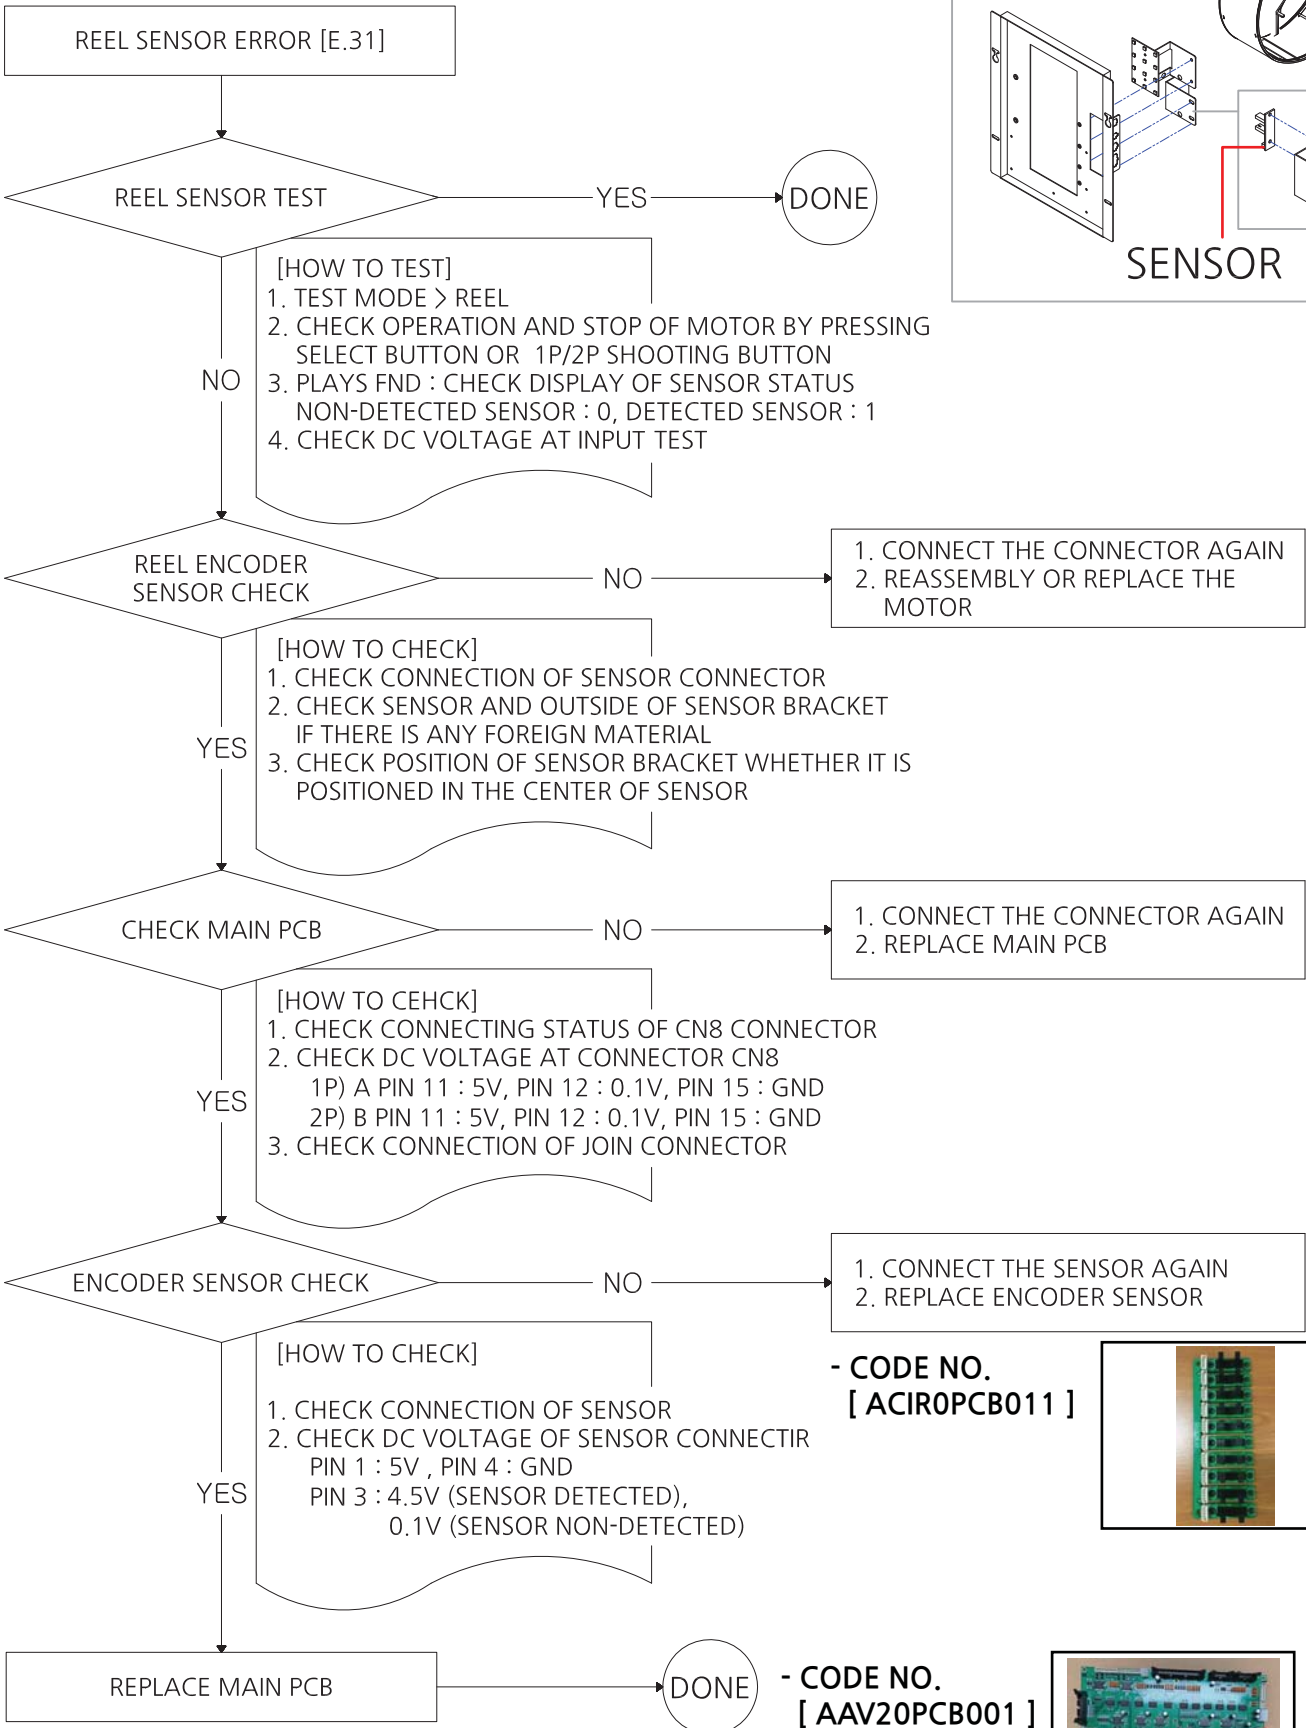 REEL SENSOR ERROR [E.31]
SENSOR
REEL SENSOR TEST
YES
DONE
[HOW TO TEST]
1. TEST MODE > REEL
2. CHECK OPERATION AND STOP OF MOTOR BY PRESSING
SELECT BUTTON OR 1P/2P SHOOTING BUTTON
3. PLAYS FND : CHECK DISPLAY OF SENSOR STATUS
NON-DETECTED SENSOR : 0, DETECTED SENSOR : 1
4. CHECK DC VOLTAGE AT INPUT TEST
NO
REEL ENCODER
SENSOR CHECK
NO
1. CONNECT THE CONNECTOR AGAIN
2. REASSEMBLY OR REPLACE THE
MOTOR
[HOW TO CHECK]
1. CHECK CONNECTION OF SENSOR CONNECTOR
2. CHECK SENSOR AND OUTSIDE OF SENSOR BRACKET
IF THERE IS ANY FOREIGN MATERIAL
3. CHECK POSITION OF SENSOR BRACKET WHETHER IT IS
POSITIONED IN THE CENTER OF SENSOR
YES
CHECK MAIN PCB
NO
1. CONNECT THE CONNECTOR AGAIN
2. REPLACE MAIN PCB
[HOW TO CEHCK]
1. CHECK CONNECTING STATUS OF CN8 CONNECTOR
2. CHECK DC VOLTAGE AT CONNECTOR CN8
1P) A PIN 11 : 5V, PIN 12 : 0.1V, PIN 15 : GND
2P) B PIN 11 : 5V, PIN 12 : 0.1V, PIN 15 : GND
3. CHECK CONNECTION OF JOIN CONNECTOR
YES
ENCODER SENSOR CHECK
NO
1. CONNECT THE SENSOR AGAIN
2. REPLACE ENCODER SENSOR
[HOW TO CHECK]
1. CHECK CONNECTION OF SENSOR
2. CHECK DC VOLTAGE OF SENSOR CONNECTIR
PIN 1 : 5V , PIN 4 : GND
PIN 3 : 4.5V (SENSOR DETECTED),
0.1V (SENSOR NON-DETECTED)
YES
- CODE NO.
[ ACIR0PCB011 ]
REPLACE MAIN PCB
DONE
- CODE NO.
[ AAV20PCB001 ]